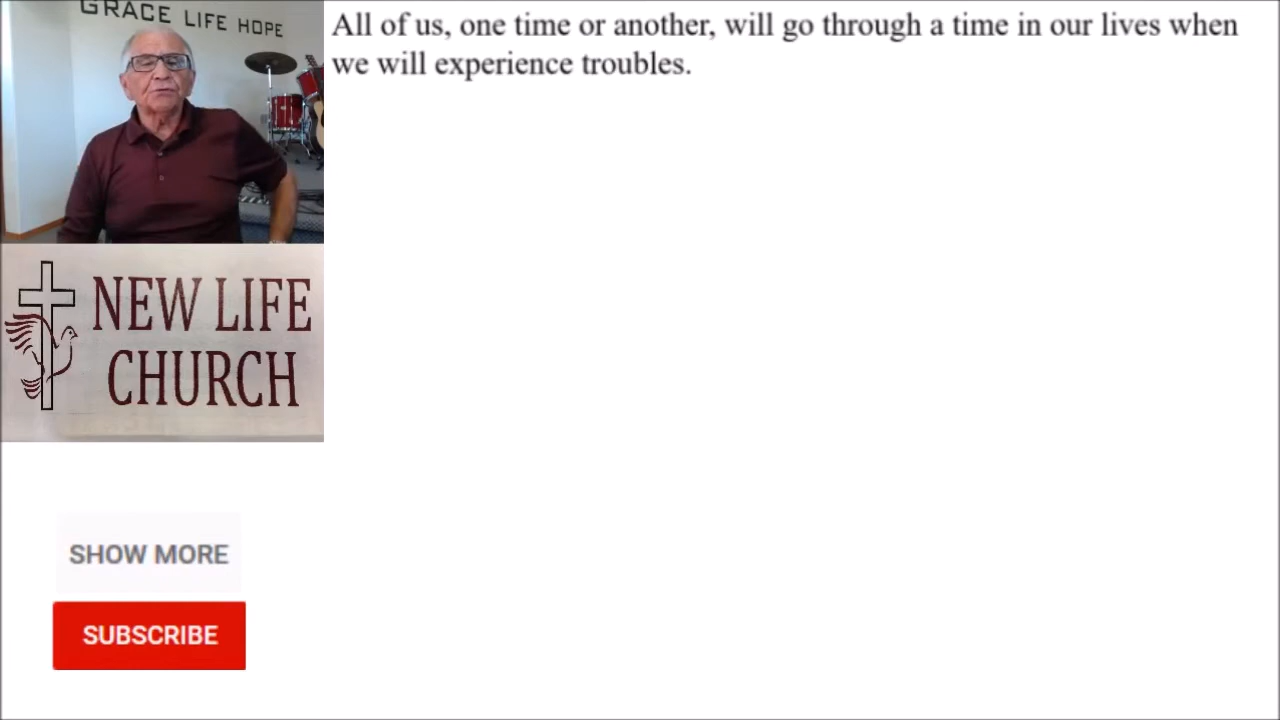 GRACE LIFE HOPE
All of us, one time or another, will go through a time in our lives when
we will experience troubles.
NEW LIFE
CHURCH
SHOW MORE
SUBSCRIBE